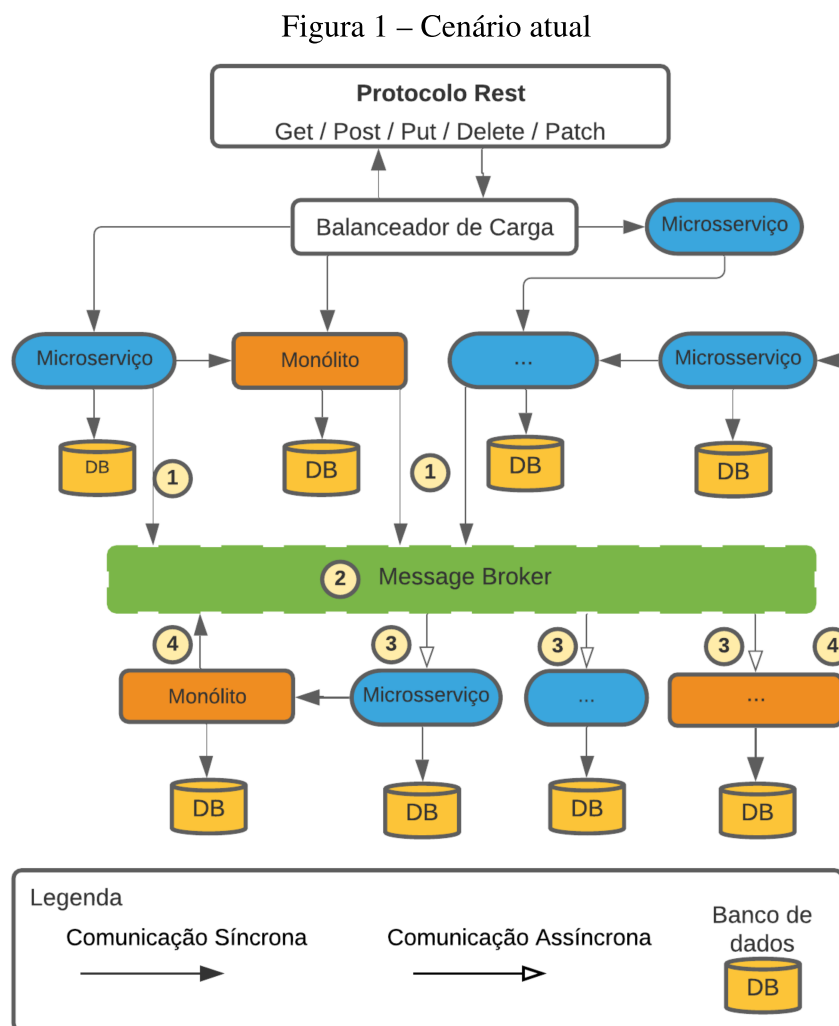 Figura 1 – Cenário atual
Protocolo Rest
Get / Post / Put / Delete / Patch
Balanceador de Carga
Microsserviço
Microserviço
Monólito
...
Microsserviço
DB
DB
DB
DB
1
1
2
Message Broker
4
3
3
3
4
Monólito
Microsserviço
...
...
DB
DB
DB
DB
Legenda
Comunicação Síncrona
Comunicação Assíncrona
Banco de
dados
DB